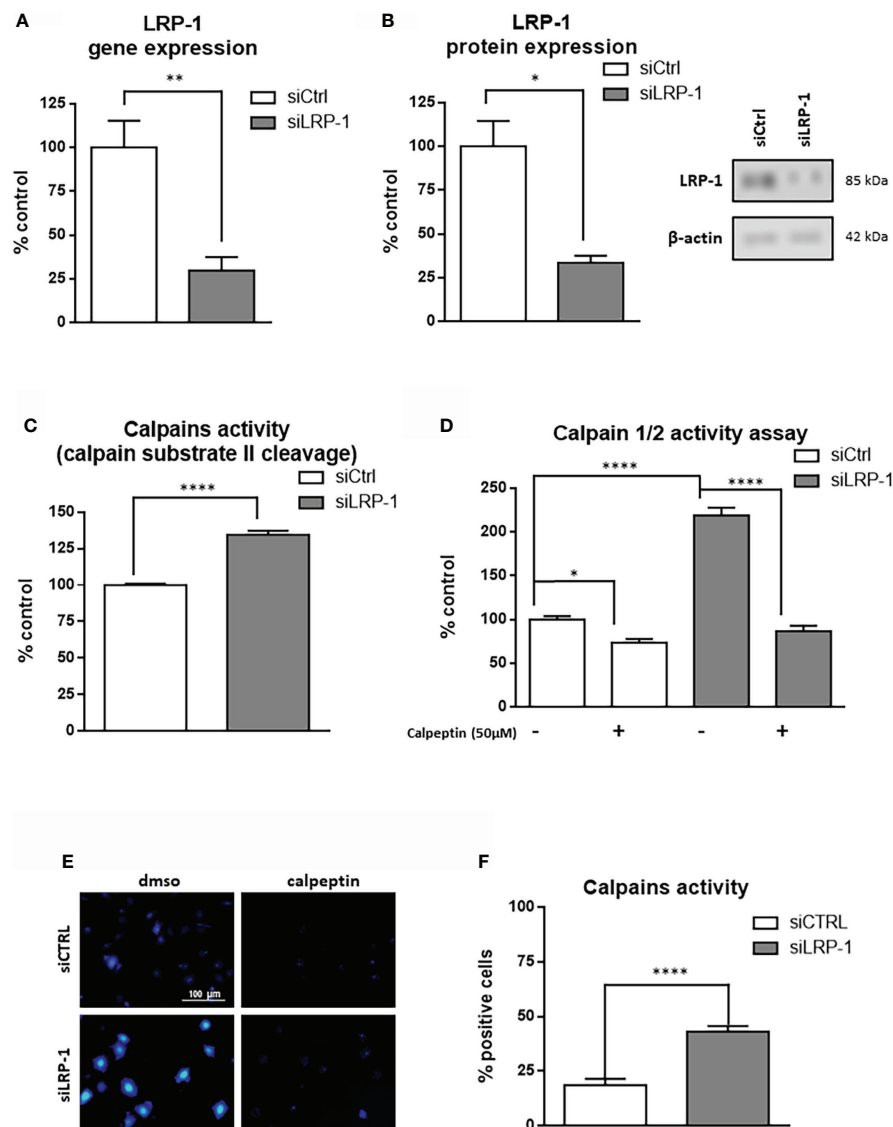 A
LRP-1
gene expression
**
siCtrl
siLRP-1
% control
125
100
75
50
25
0
B
LRP-1
protein expression
*
siCtrl
siLRP-1
% control
125
100
75
50
25
0
siCtrl
siLRP-1
LRP-1
85 kDa
β-actin
42 kDa
C
Calpains activity
(calpain substrate II cleavage)
****
siCtrl
siLRP-1
% control
150
125
100
75
50
25
0
D
Calpain 1/2 activity assay
siCtrl
siLRP-1
****
****
*
% control
250
200
150
100
50
0
Calpeptin (50µM)
-
+
-
+
E
dmso
calpeptin
siCTRL
100 µm
siLRP-1
F
Calpains activity
siCTRL
siLRP-1
****
% positive cells
100
75
50
25
0